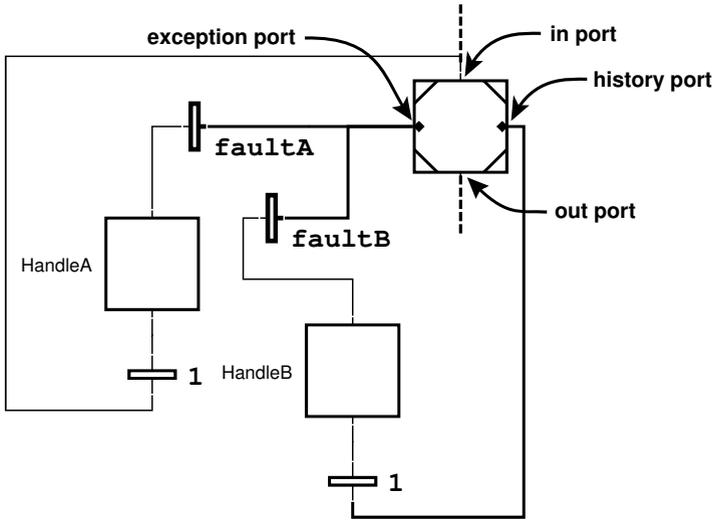 exception port
in port
history port
faultA
out port
faultB
HandleA
1
HandleB
1